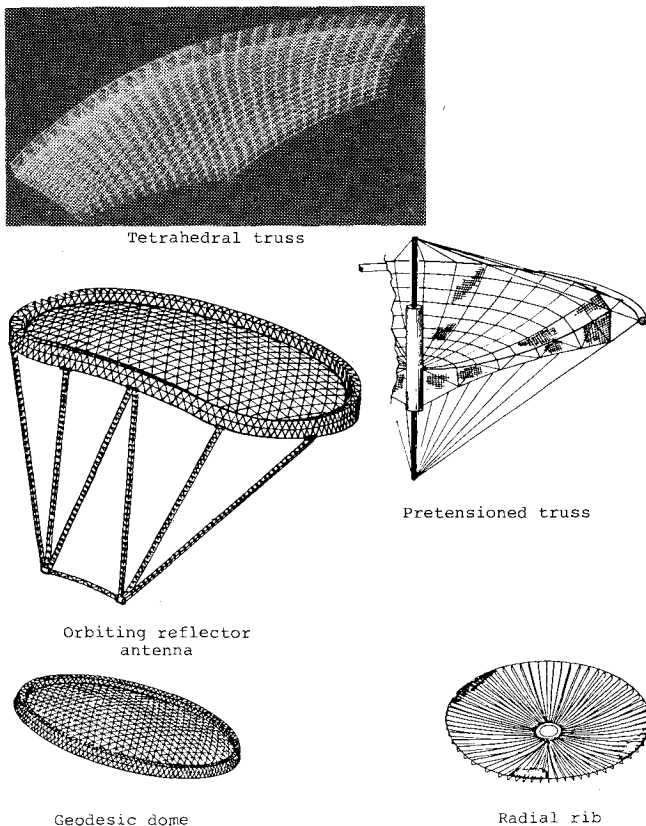 Tetrahedral truss
Pretensioned truss
Orbiting reflector
antenna
Geodesic dome
Radial rib